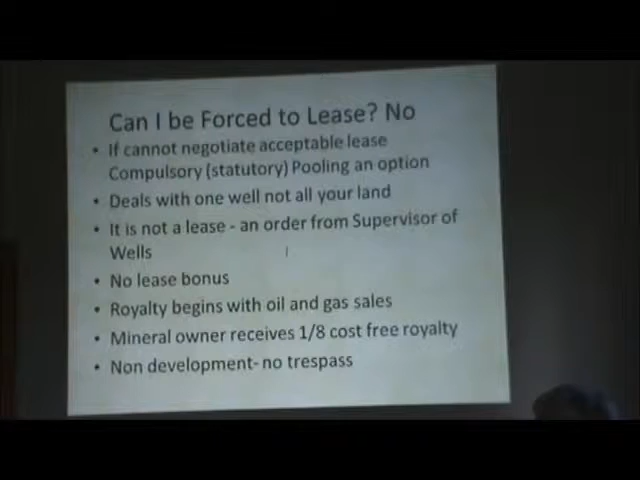 Can I be Forced to Lease? No
• If cannot negotiate acceptable lease
Compulsory (statutory) Pooling an option
• Deals with one well not all your land
• It is not a lease - an order from Supervisor of
Wells
• No lease bonus
• Royalty begins with oil and gas sales
• Mineral owner receives 1/8 cost free royalty
• Non development- no trespass